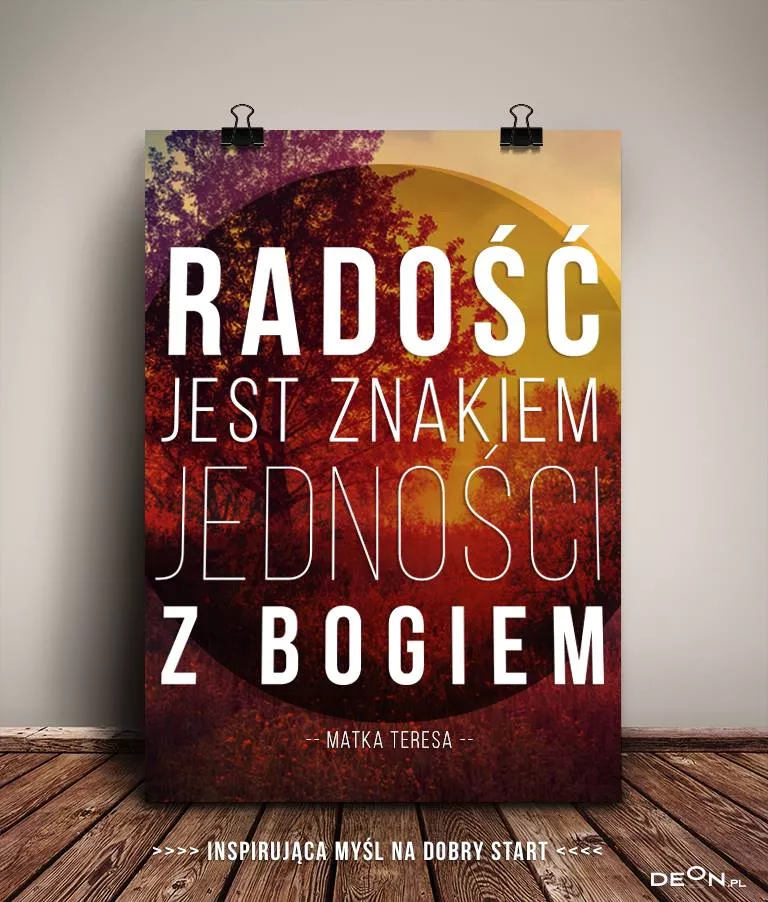 RADOŚĆ
JEST ZNAKIEM
JEDNOŚCI
Z BOGIEM
-- MATKA TERESA --
>>>> INSPIRUJĄCA MYŚL NA DOBRY START <<<<
DEON.PL